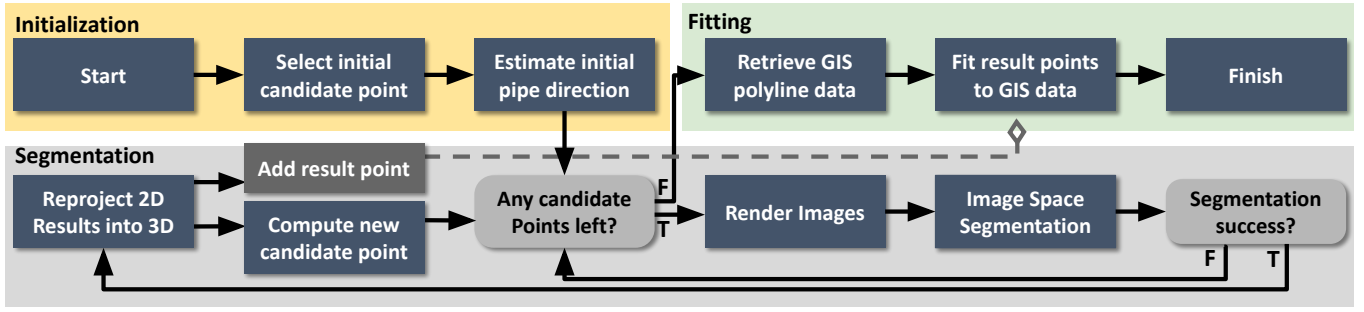 Initialization
Start
Select initial
candidate point
Estimate initial
pipe direction
Fitting
Retrieve GIS
polyline data
Fit result points
to GIS data
Finish
Segmentation
Reproject 2D
Results into 3D
Add result point
Compute new
candidate point
Any candidate
Points left?
F
T
Render Images
Image Space
Segmentation
Segmentation
success?
F
T